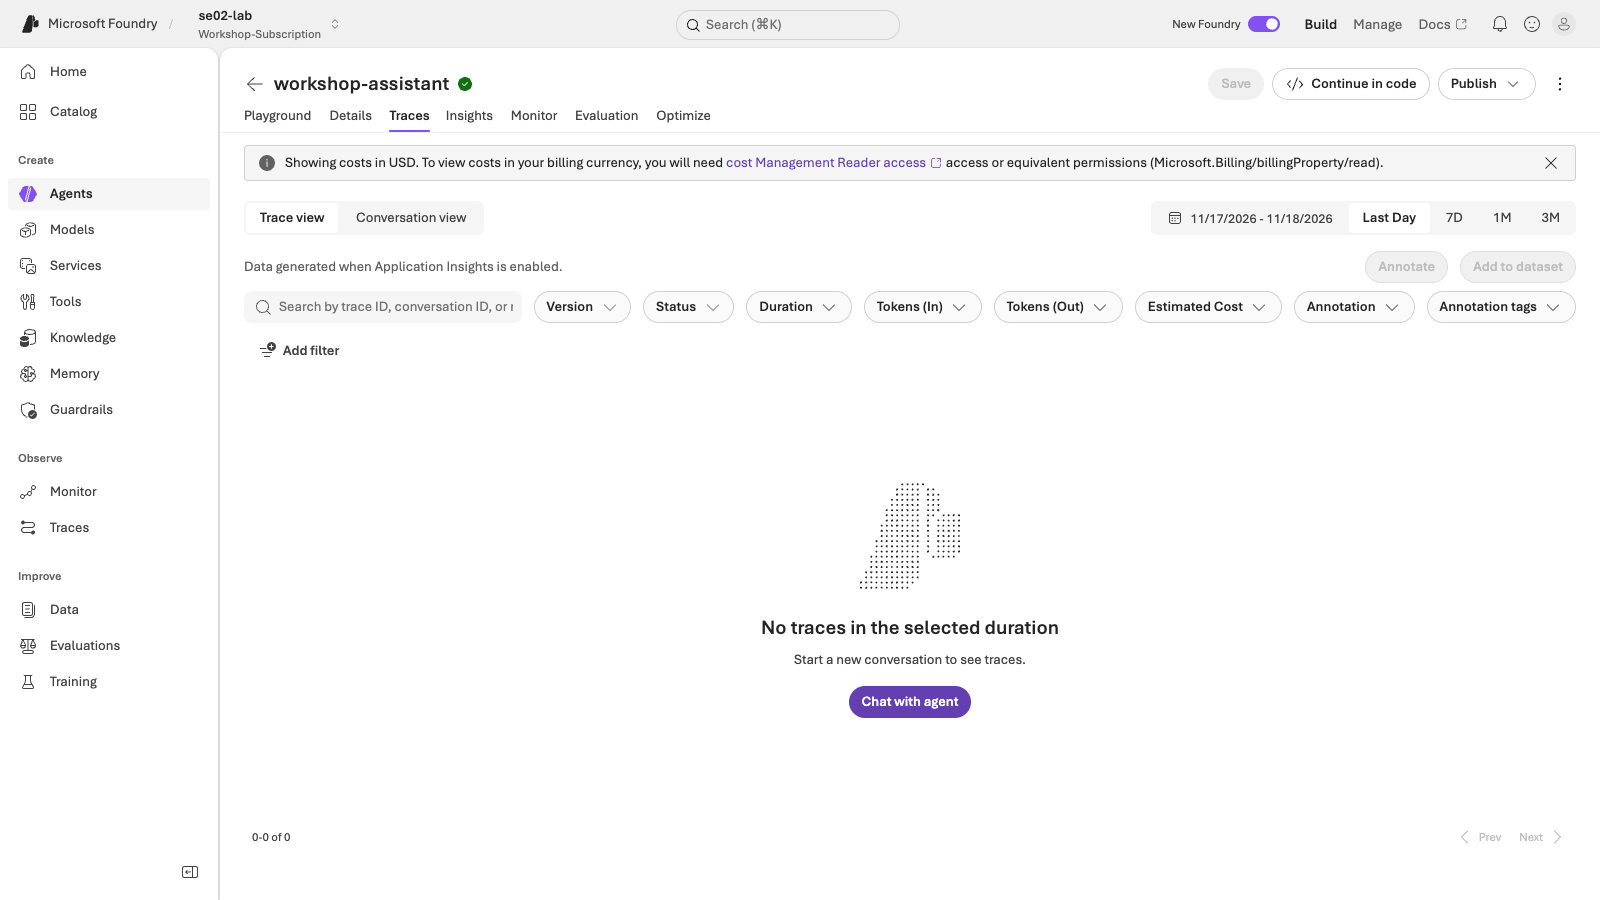 Microsoft Foundry / se02-lab
Workshop-Subscription
Search (⌘K)
New Foundry
Build
Manage
Docs
Home
Catalog
Create
Agents
Models
Services
Tools
Knowledge
Memory
Guardrails
Observe
Monitor
Traces
Improve
Data
Evaluations
Training
workshop-assistant
Save
Continue in code
Publish
Playground
Details
Traces
Insights
Monitor
Evaluation
Optimize
Showing costs in USD. To view costs in your billing currency, you will need cost Management Reader access access or equivalent permissions (Microsoft.Billing/billingProperty/read).
Trace view
Conversation view
11/17/2026 - 11/18/2026
Last Day
7D
1M
3M
Data generated when Application Insights is enabled.
Annotate
Add to dataset
Search by trace ID, conversation ID, or r
Version
Status
Duration
Tokens (In)
Tokens (Out)
Estimated Cost
Annotation
Annotation tags
Add filter
No traces in the selected duration
Start a new conversation to see traces.
Chat with agent
0-0 of 0
Prev
Next